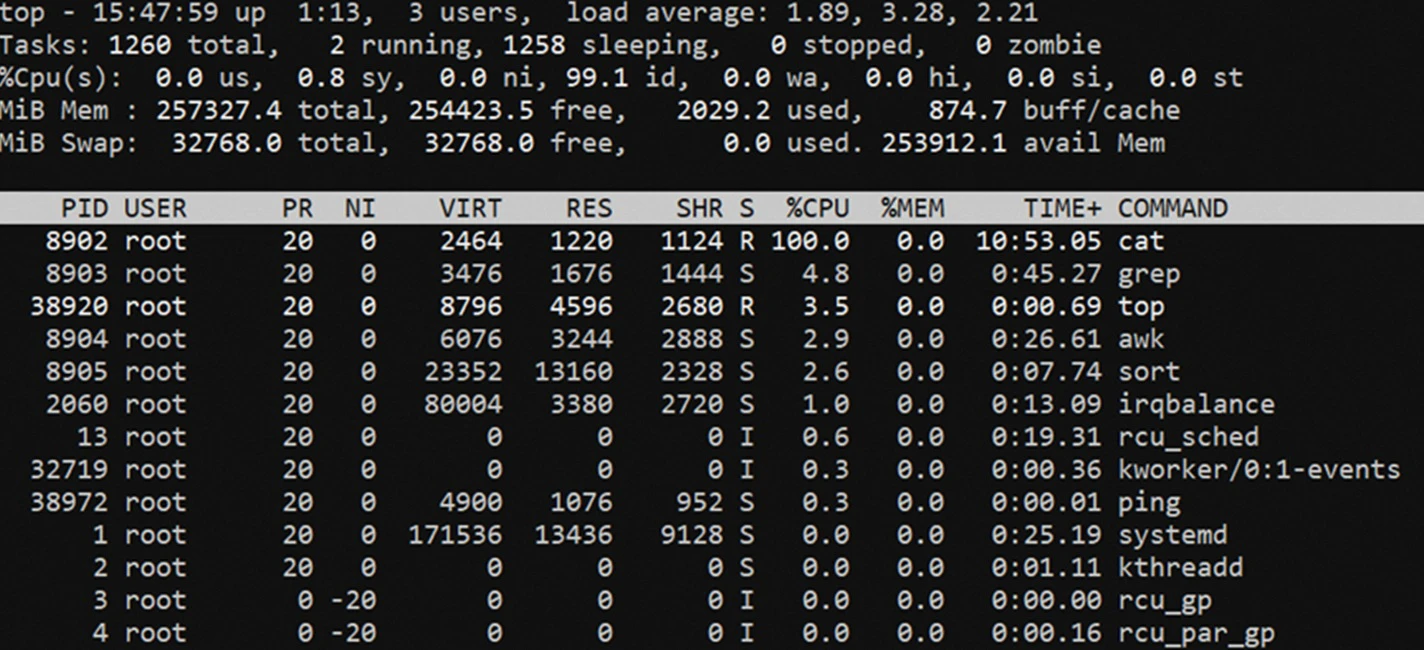 top - 15:47:59 up  1:13,  3 users,  load average: 1.89, 3.28, 2.21
Tasks: 1260 total,   2 running, 1258 sleeping,   0 stopped,   0 zombie
%Cpu(s):  0.0 us,  0.8 sy,  0.0 ni, 99.1 id,  0.0 wa,  0.0 hi,  0.0 si,  0.0 st
MiB Mem : 257327.4 total, 254423.5 free,   2029.2 used,    874.7 buff/cache
MiB Swap:  32768.0 total,  32768.0 free,      0.0 used. 253912.1 avail Mem
PID USER      PR  NI    VIRT    RES    SHR S  %CPU  %MEM     TIME+ COMMAND
8902 root      20   0    2464   1220   1124 R 100.0   0.0  10:53.05 cat
8903 root      20   0    3476   1676   1444 S   4.8   0.0   0:45.27 grep
38920 root      20   0    8796   4596   2680 R   3.5   0.0   0:00.69 top
8904 root      20   0    6076   3244   2888 S   2.9   0.0   0:26.61 awk
8905 root      20   0   23352  13160   2328 S   2.6   0.0   0:07.74 sort
2060 root      20   0   80004   3380   2720 S   1.0   0.0   0:13.09 irqbalance
13 root      20   0       0      0      0 I   0.6   0.0   0:19.31 rcu_sched
32719 root      20   0       0      0      0 I   0.3   0.0   0:00.36 kworker/0:1-events
38972 root      20   0    4900   1076    952 S   0.3   0.0   0:00.01 ping
1 root      20   0  171536  13436   9128 S   0.0   0.0   0:25.19 systemd
2 root      20   0       0      0      0 S   0.0   0.0   0:01.11 kthreadd
3 root       0 -20       0      0      0 I   0.0   0.0   0:00.00 rcu_gp
4 root       0 -20       0      0      0 I   0.0   0.0   0:00.16 rcu_par_gp